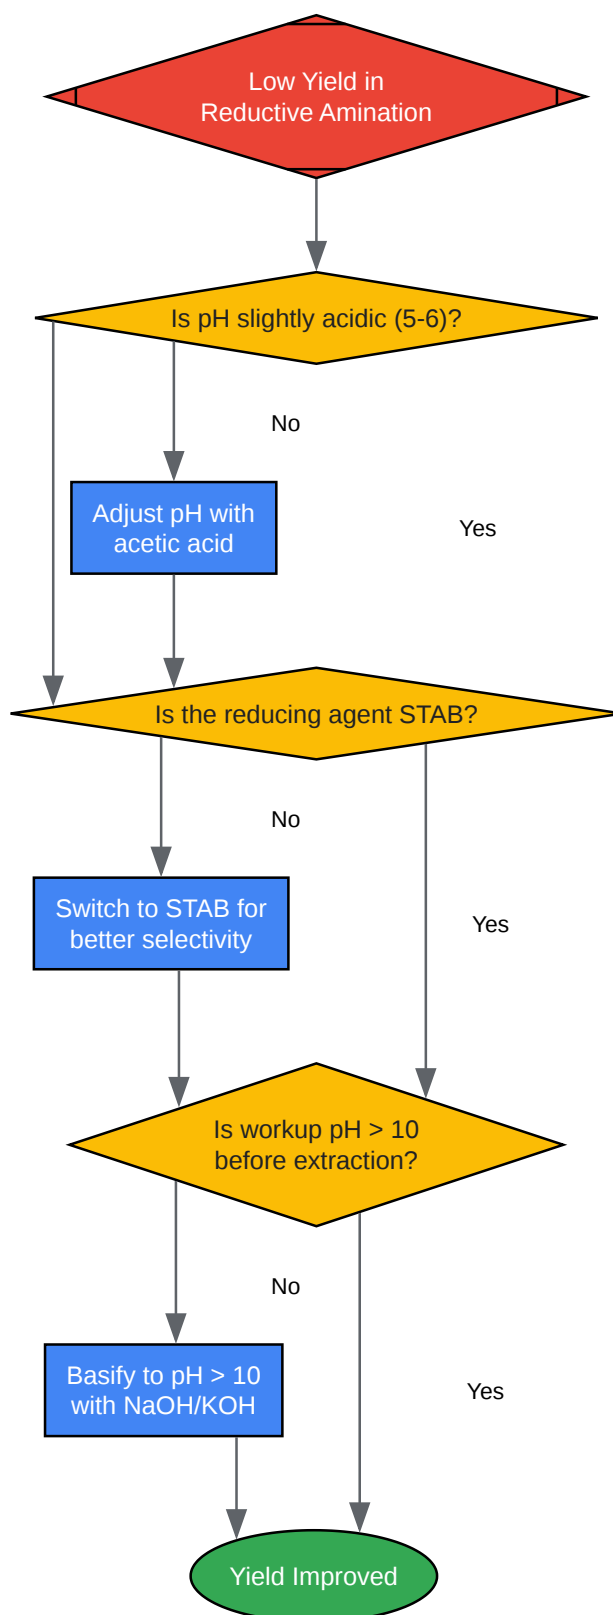 Low Yield in
Reductive Amination
Is pH slightly acidic (5-6)?
No
Adjust pH with
acetic acid
Yes
Is the reducing agent STAB?
No
Switch to STAB for
better selectivity
Yes
Is workup pH > 10
before extraction?
No
Basify to pH > 10
with NaOH/KOH
Yes
Yield Improved